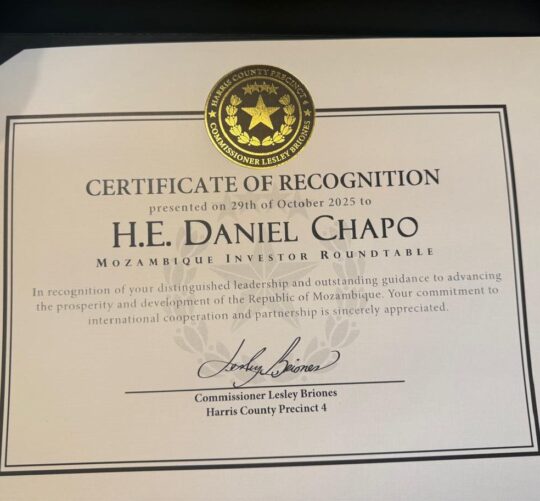 HARRIS COUNTY PRECINCT 4
COMMISSIONER LESLEY BRIONES
CERTIFICATE OF RECOGNITION
presented on 29th of October 2025 to
H.E. DANIEL CHAPO
MOZAMBIQUE INVESTOR ROUNDTABLE
In recognition of your distinguished leadership and outstanding guidance to advancing
the prosperity and development of the Republic of Mozambique. Your commitment to
international cooperation and partnership is sincerely appreciated.
Lesley Briones
Commissioner Lesley Briones
Harris County Precinct 4